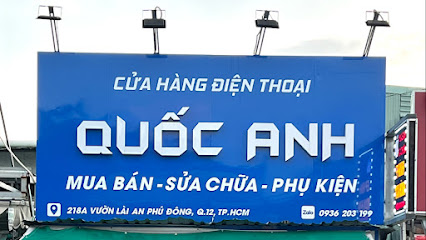 CỬA HÀNG ĐIỆN THOẠI
QUỐC ANH
MUA BÁN - SỬA CHỮA - PHỤ KIỆN
218A VƯỜN LÀI AN PHÚ ĐÔNG, Q.12, TP.HCM
Zalo 0936 203 199